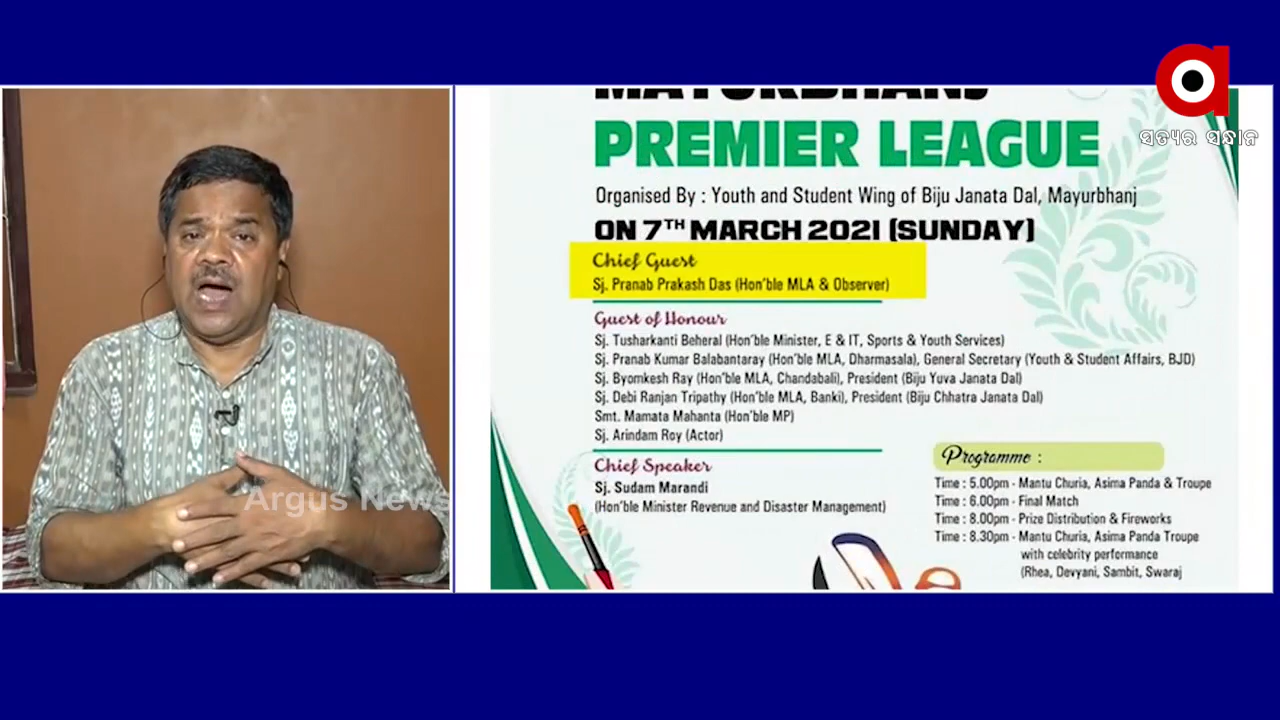 ସତ୍ୟର ସନ୍ଧାନ
MAYURBHANJ
PREMIER LEAGUE
Organised By : Youth and Student Wing of Biju Janata Dal, Mayurbhanj
ON 7TH MARCH 2021 (SUNDAY)
Chief Guest
Sj. Pranab Prakash Das (Hon'ble MLA & Observer)
Guest of Honour
Sj. Tusharkanti Beheral (Hon'ble Minister, E & IT, Sports & Youth Services)
Sj. Pranab Kumar Balabantaray (Hon'ble MLA, Dharmasala), General Secretary (Youth & Student Affairs, BJD)
Sj. Byomkesh Ray (Hon'ble MLA, Chandabali), President (Biju Yuva Janata Dal)
Sj. Debi Ranjan Tripathy (Hon'ble MLA, Banki), President (Biju Chhatra Janata Dal)
Smt. Mamata Mahanta (Hon'ble MP)
Sj. Arindam Roy (Actor)
Chief Speaker
Sj. Sudam Marandi
(Hon'ble Minister Revenue and Disaster Management)
Programme :
Time : 5.00pm - Mantu Churia, Asima Panda & Troupe
Time : 6.00pm - Final Match
Time : 8.00pm - Prize Distribution & Fireworks
Time : 8.30pm - Mantu Churia, Asima Panda Troupe
with celebrity performance
(Rhea, Devyani, Sambit, Swaraj
Argus News